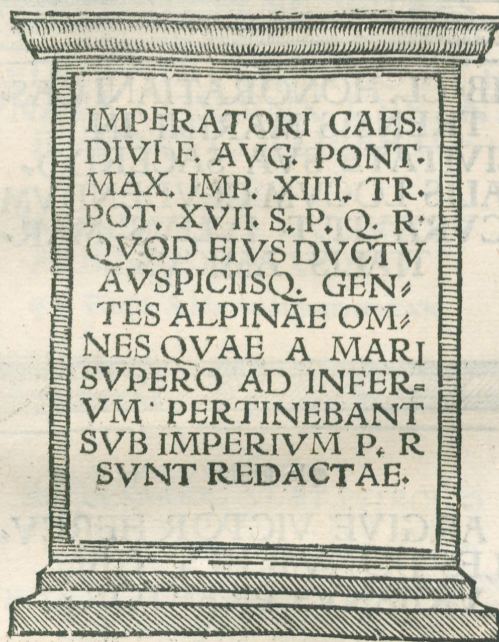 IMPERATORI CAES.
DIVI F. AVG. PONT.
MAX. IMP. XIIII. TR.
POT. XVII. S. P. Q. R.
QVOD EIVS DVCTV
AVSPICIISQ. GEN⸗
TES ALPINAE OM⸗
NES QVAE A MARI
SVPERO AD INFER=
VM PERTINEBANT
SVB IMPERIVM P. R
SVNT REDACTAE.